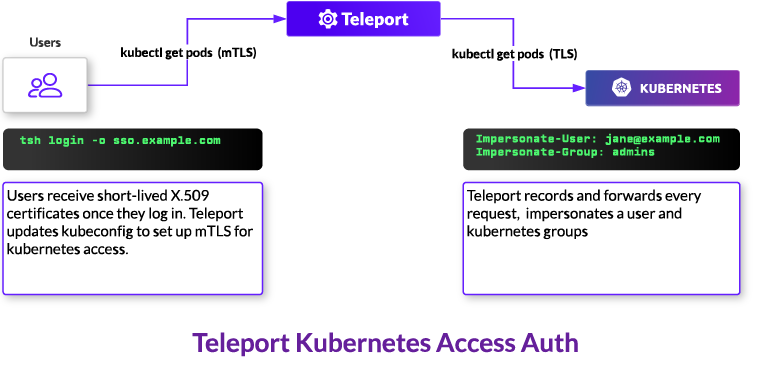 Teleport
Users
kubectl get pods (mTLS)
kubectl get pods (TLS)
KUBERNETES
tsh login -o sso.example.com
Impersonate-User: jane@example.com
Impersonate-Group: admins
Users receive short-lived X.509
certificates once they log in. Teleport
updates kubeconfig to set up mTLS for
kubernetes access.
Teleport records and forwards every
request, impersonates a user and
kubernetes groups
Teleport Kubernetes Access Auth